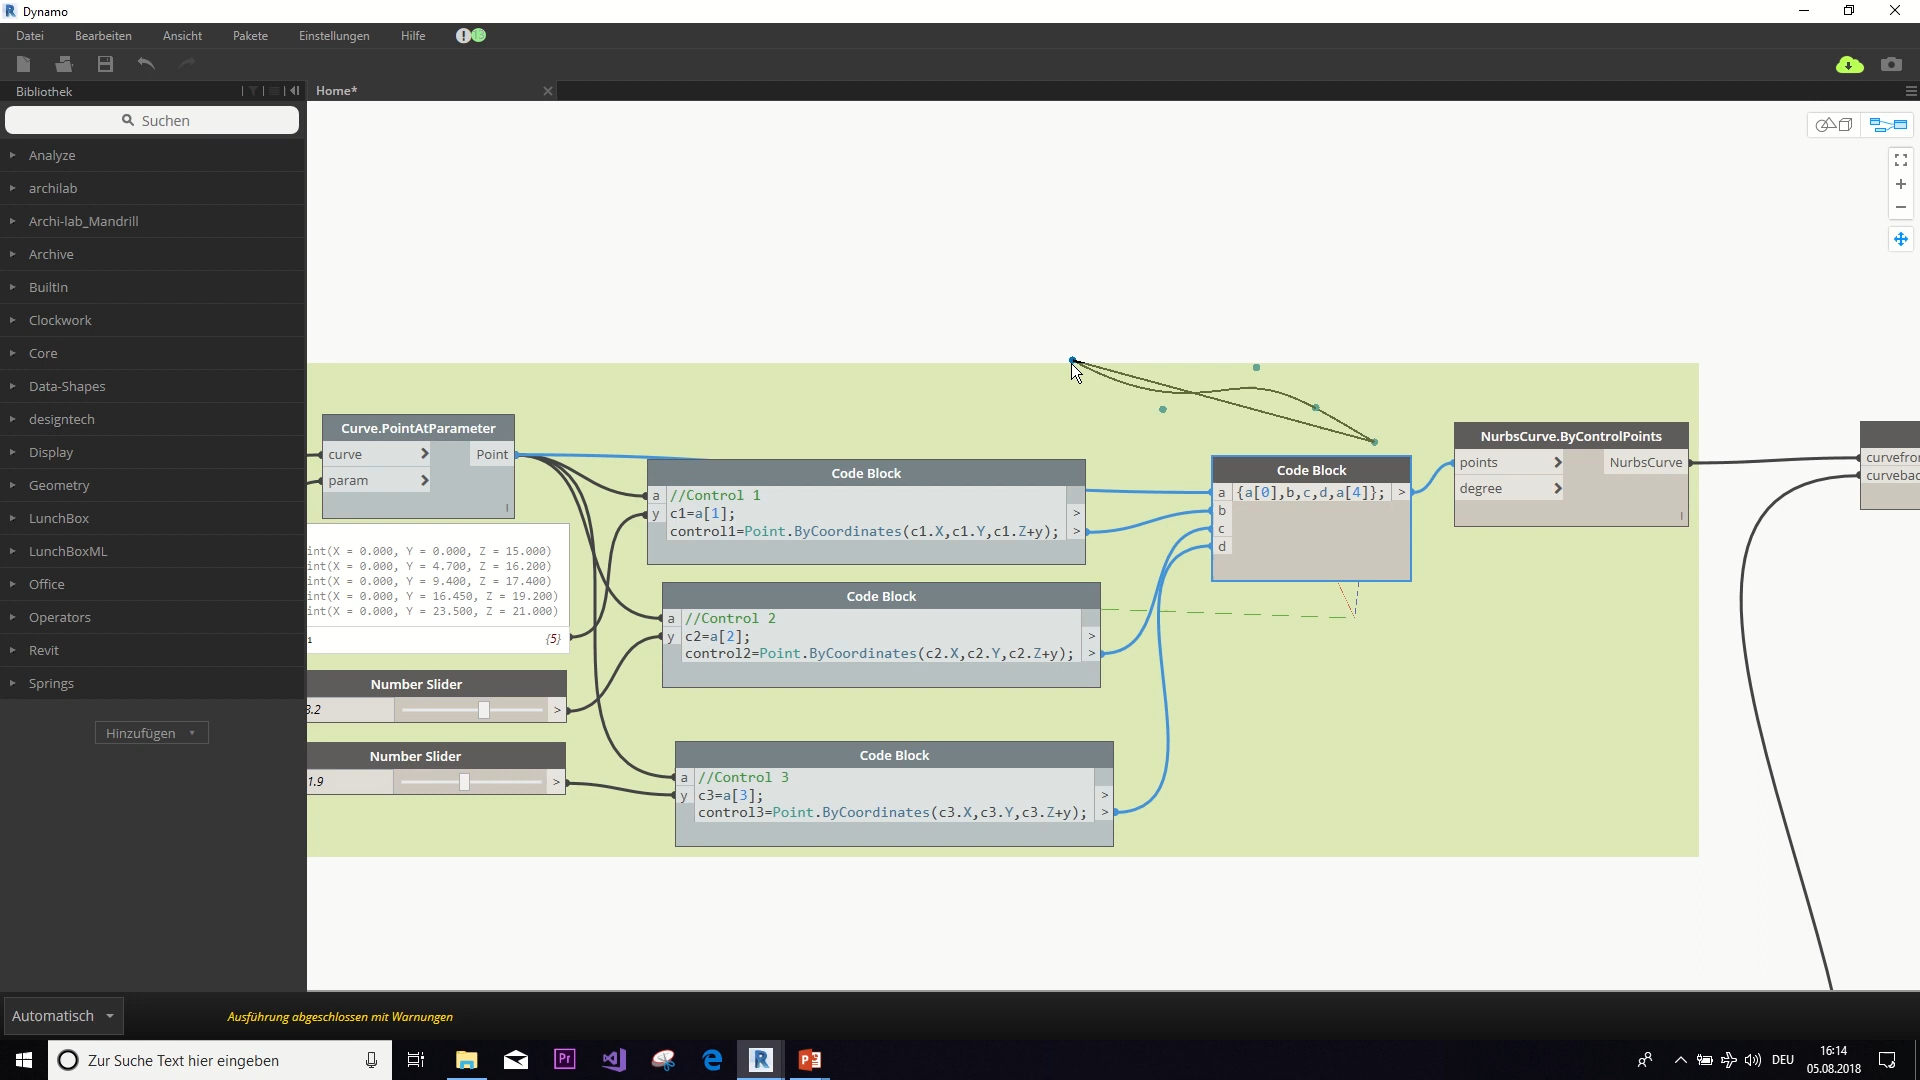 Dynamo
Datei Bearbeiten Ansicht Pakete Einstellungen Hilfe
Bibliothek
Home*
Suchen
Analyze
archilab
Archi-lab_Mandrill
Archive
BuiltIn
Clockwork
Core
Data-Shapes
designtech
Display
Geometry
LunchBox
LunchBoxML
Office
Operators
Revit
Springs
Hinzufügen
Curve.PointAtParameter
curve > Point
param >
int(X = 0.000, Y = 0.000, Z = 15.000)
int(X = 0.000, Y = 4.700, Z = 16.200)
int(X = 0.000, Y = 9.400, Z = 17.400)
int(X = 0.000, Y = 16.450, Z = 19.200)
int(X = 0.000, Y = 23.500, Z = 21.000)
{5}
Number Slider
3.2 >
Number Slider
1.9 >
Code Block
a //Control 1
y c1=a[1]; >
control1=Point.ByCoordinates(c1.X,c1.Y,c1.Z+y); >
Code Block
a //Control 2
y c2=a[2]; >
control2=Point.ByCoordinates(c2.X,c2.Y,c2.Z+y); >
Code Block
a //Control 3
y c3=a[3]; >
control3=Point.ByCoordinates(c3.X,c3.Y,c3.Z+y); >
Code Block
a {a[0],b,c,d,a[4]}; >
b
c
d
NurbsCurve.ByControlPoints
points > NurbsCurve
degree >
curvefro
curvebac
Automatisch
Ausführung abgeschlossen mit Warnungen
Zur Suche Text hier eingeben
DEU
16:14
05.08.2018